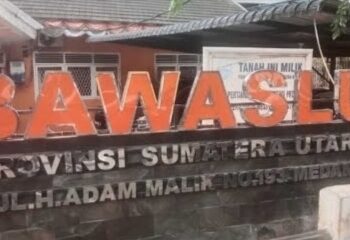 TANAH INI MILIK
BAWASLU
PROVINSI SUMATERA UTARA
JL.H.ADAM MALIK NO.193 MEDAN